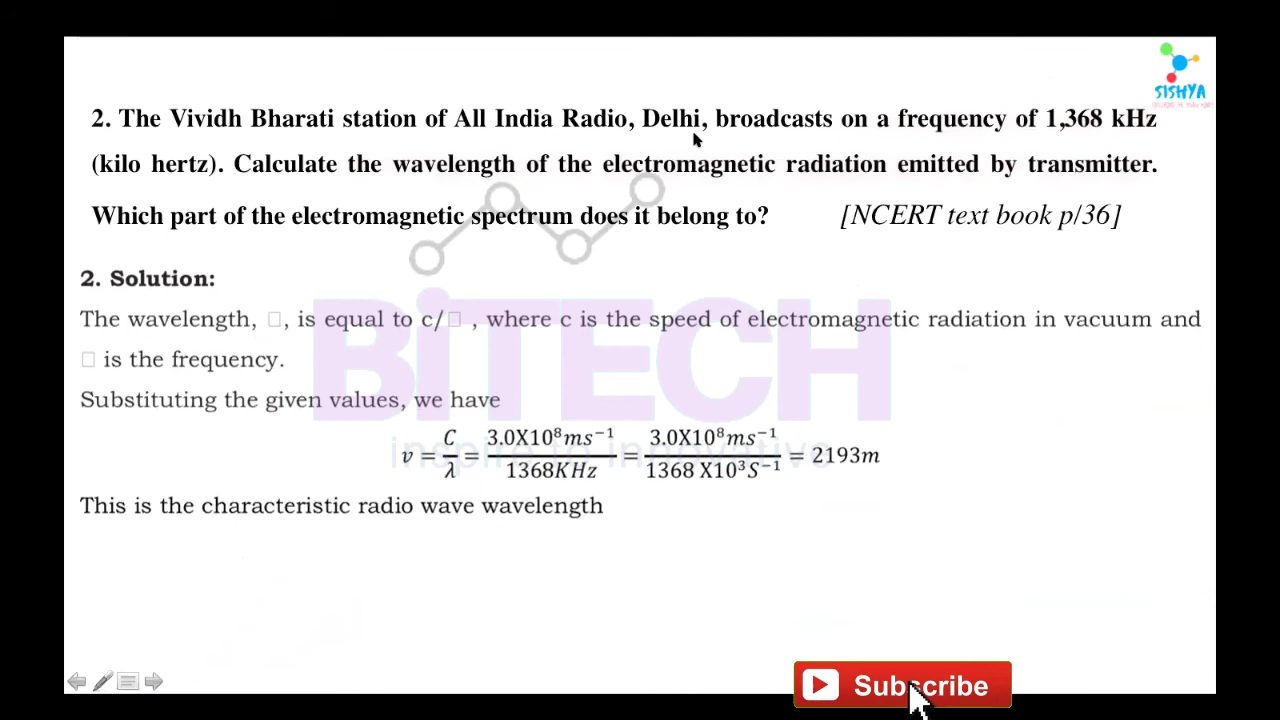 SISHYA
2. The Vividh Bharati station of All India Radio, Delhi, broadcasts on a frequency of 1,368 kHz
(kilo hertz). Calculate the wavelength of the electromagnetic radiation emitted by transmitter.
Which part of the electromagnetic spectrum does it belong to? [NCERT text book p/36]
2. Solution:
The wavelength, □, is equal to c/□ , where c is the speed of electromagnetic radiation in vacuum and
□ is the frequency.
Substituting the given values, we have
v = C/λ = 3.0X10⁸ms⁻¹/1368KHz = 3.0X10⁸ms⁻¹/1368 X10³S⁻¹ = 2193m
This is the characteristic radio wave wavelength
BiTECH
inspire to innovative
Subscribe